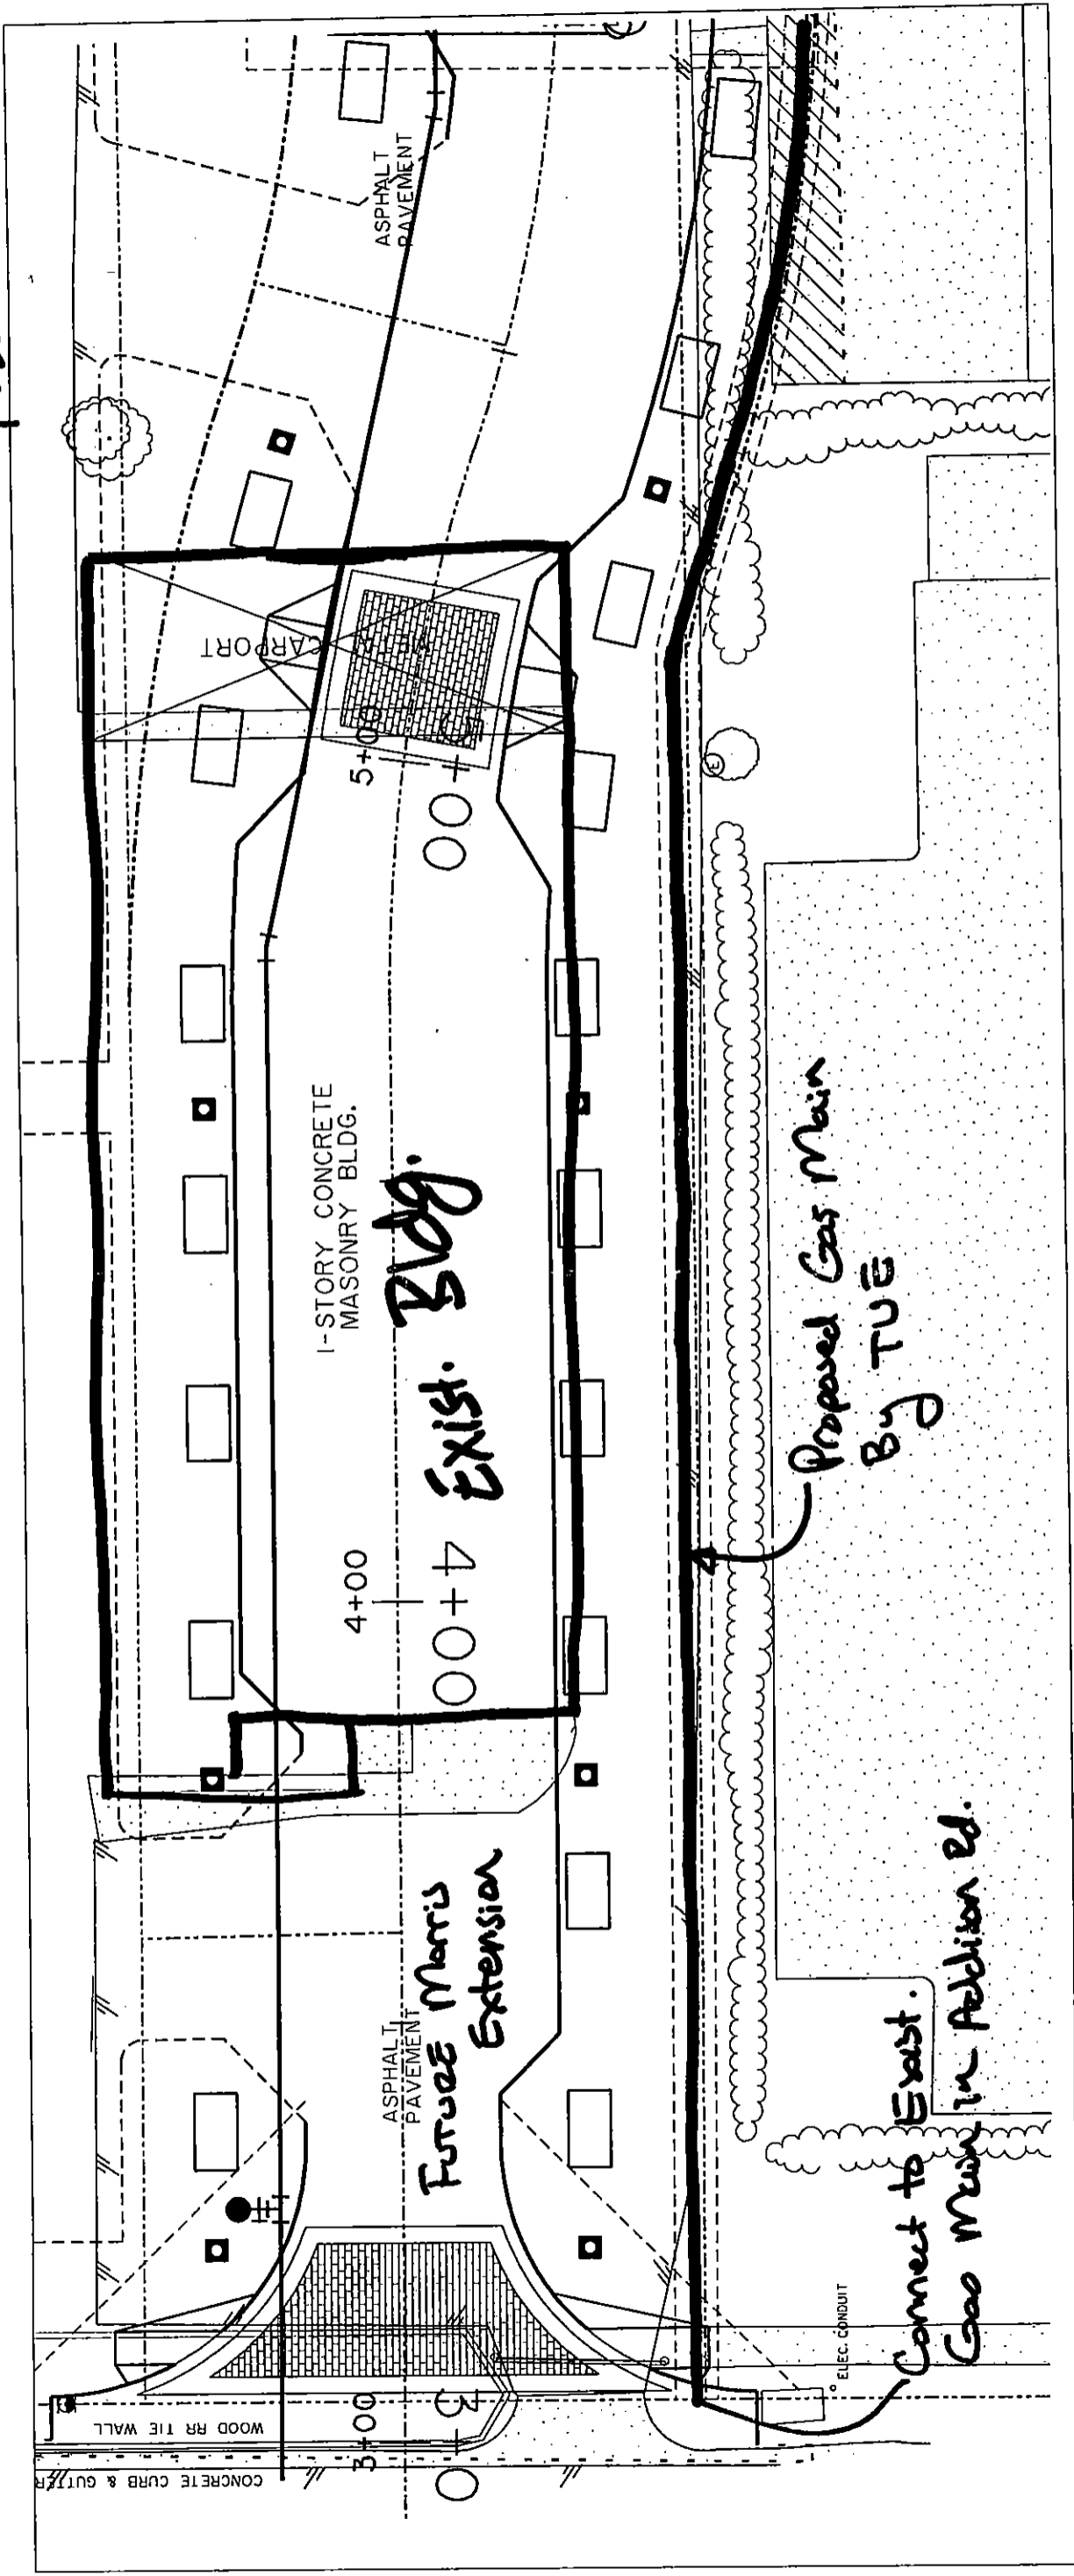 ASPHALT
PAVEMENT
CARPORT
5+00
5+00
1-STORY CONCRETE
MASONRY BLDG.
Exist. Bldg.
4+00
4+00
Proposed Gas Main
By TUE
ASPHALT
PAVEMENT
FUTURE Morris
Extension
Connect to Exist.
Gas Main in Addison Rd.
ELEC. CONDUIT
WOOD RR TIE WALL
3+00
CONCRETE CURB & GUTTER